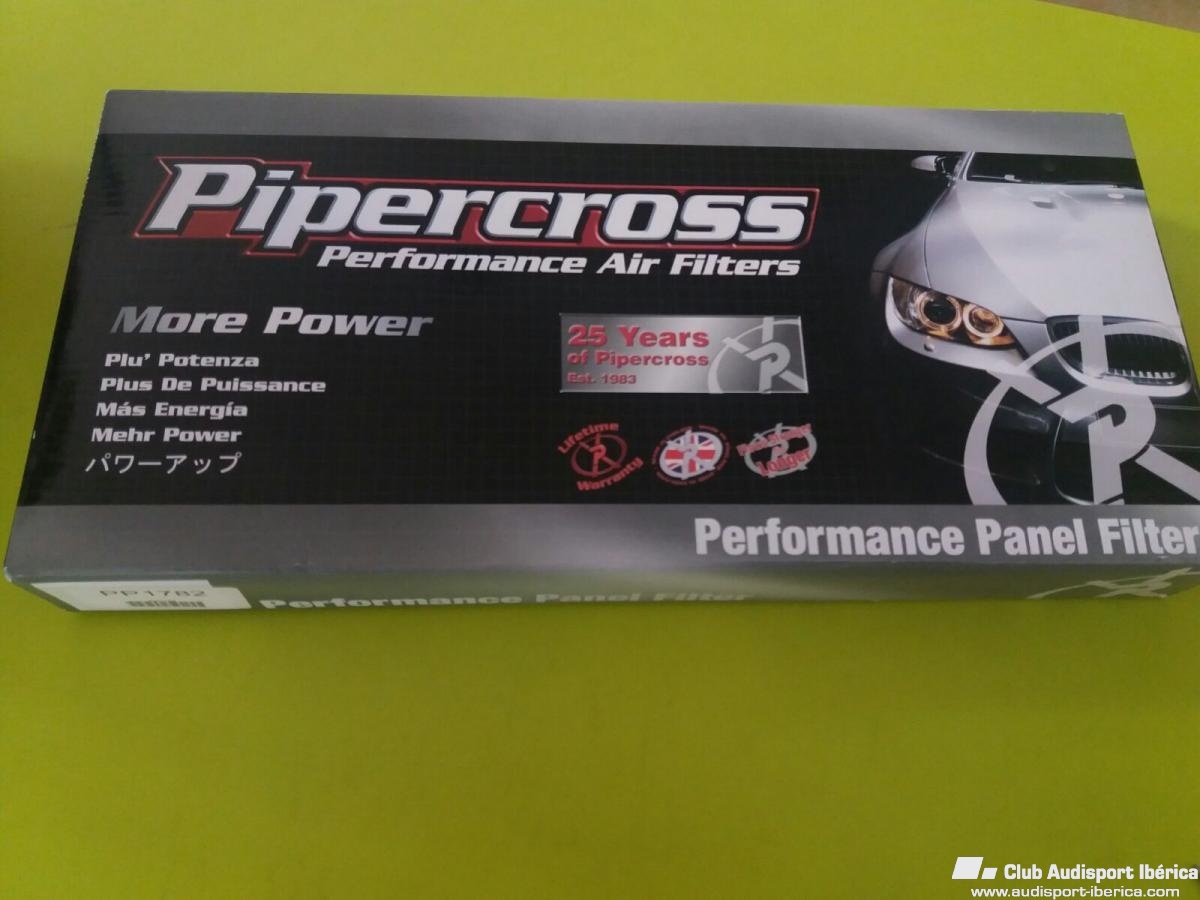 Pipercross
Performance Air Filters
More Power
Plu' Potenza
Plus De Puissance
Más Energía
Mehr Power
パワーアップ
25 Years
of Pipercross
Est. 1983
Lifetime
Warranty
Longer
Performance Panel Filter
PP1782
Performance Panel Filter
Club Audisport Ibérica
www.audisport-iberica.com